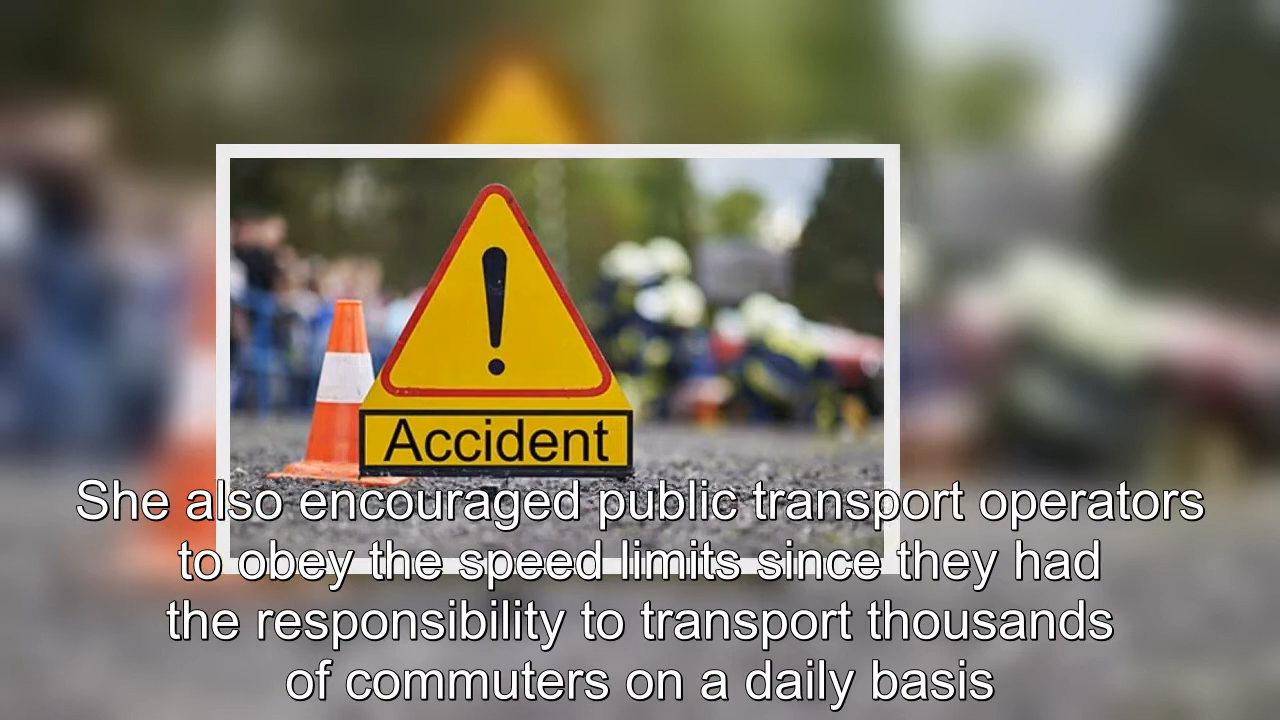 Accident
She also encouraged public transport operators
to obey the speed limits since they had
the responsibility to transport thousands
of commuters on a daily basis